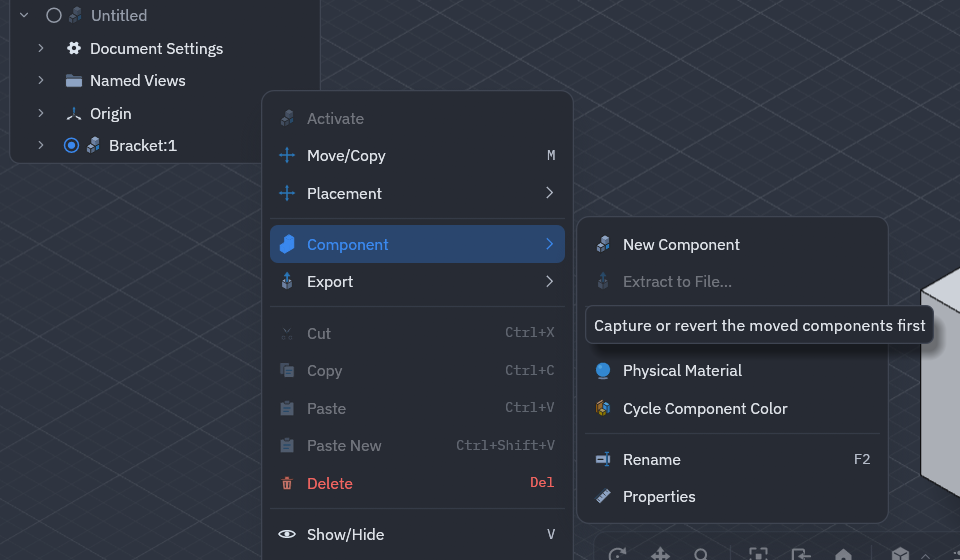 Untitled
Document Settings
Named Views
Origin
Bracket:1
Activate
Move/Copy M
Placement
Component
Export
Cut Ctrl+X
Copy Ctrl+C
Paste Ctrl+V
Paste New Ctrl+Shift+V
Delete Del
Show/Hide V
New Component
Extract to File...
Capture or revert the moved components first
Physical Material
Cycle Component Color
Rename F2
Properties